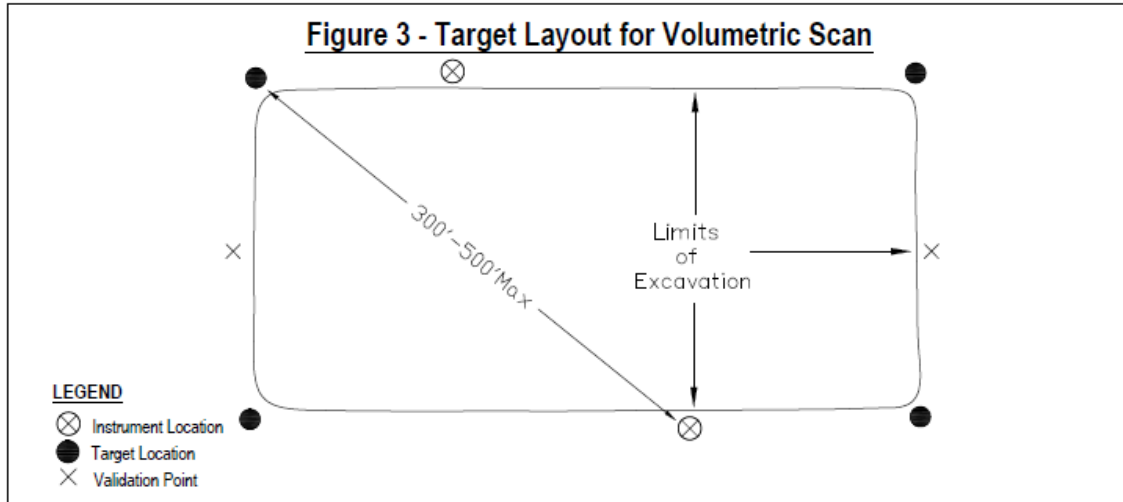 Figure 3 - Target Layout for Volumetric Scan
300'-500'Max
Limits
of
Excavation
LEGEND
Instrument Location
Target Location
Validation Point